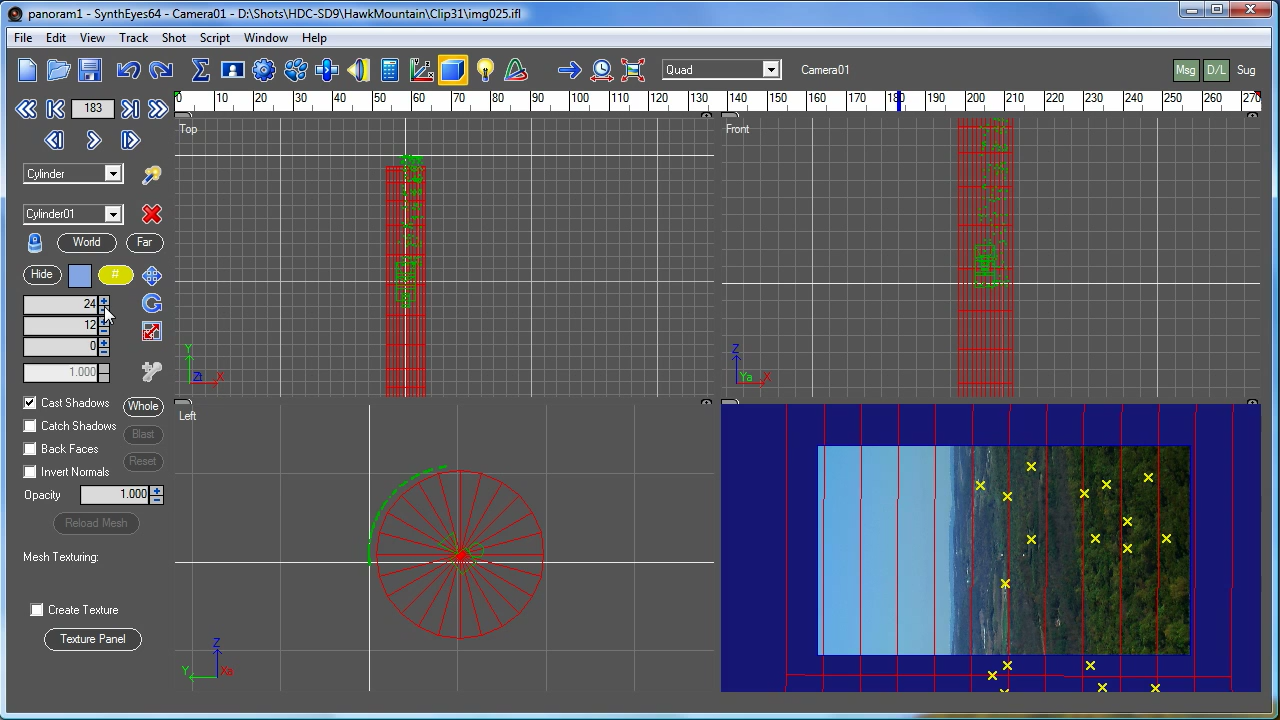 panoram1 - SynthEyes64 - Camera01 - D:\Shots\HDC-SD9\HawkMountain\Clip31\img025.ifl
File Edit View Track Shot Script Window Help
Quad Camera01 Msg D/L Sug
183 0 10 20 30 40 50 60 70 80 90 100 110 120 130 140 150 160 170 180 190 200 210 220 230 240 250 260 270
Top Front
Cylinder
Cylinder01
World Far
Hide #
24
12
0
1.000
Y
Zt X
Z
Ya X
Cast Shadows Whole
Left
Catch Shadows Blast
Back Faces Reset
Invert Normals
Opacity 1.000
Reload Mesh
Mesh Texturing:
Create Texture
Texture Panel
Z
Y